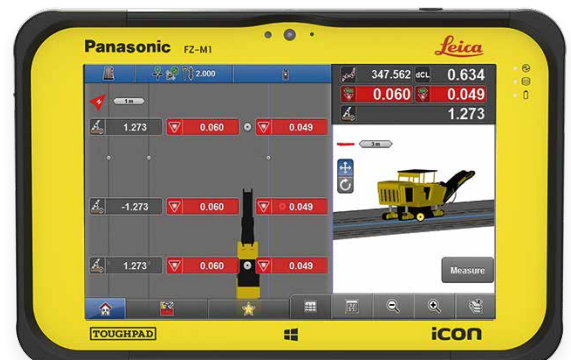 Panasonic FZ-M1
Leica
2.000
347.562 dCL 0.634
0.060 0.049
1.273
1 m
1.273 0.060 0.049
3 m
-1.273 0.060 0.049
1.273 0.060 0.049
Measure
TOUGHPAD
iCON